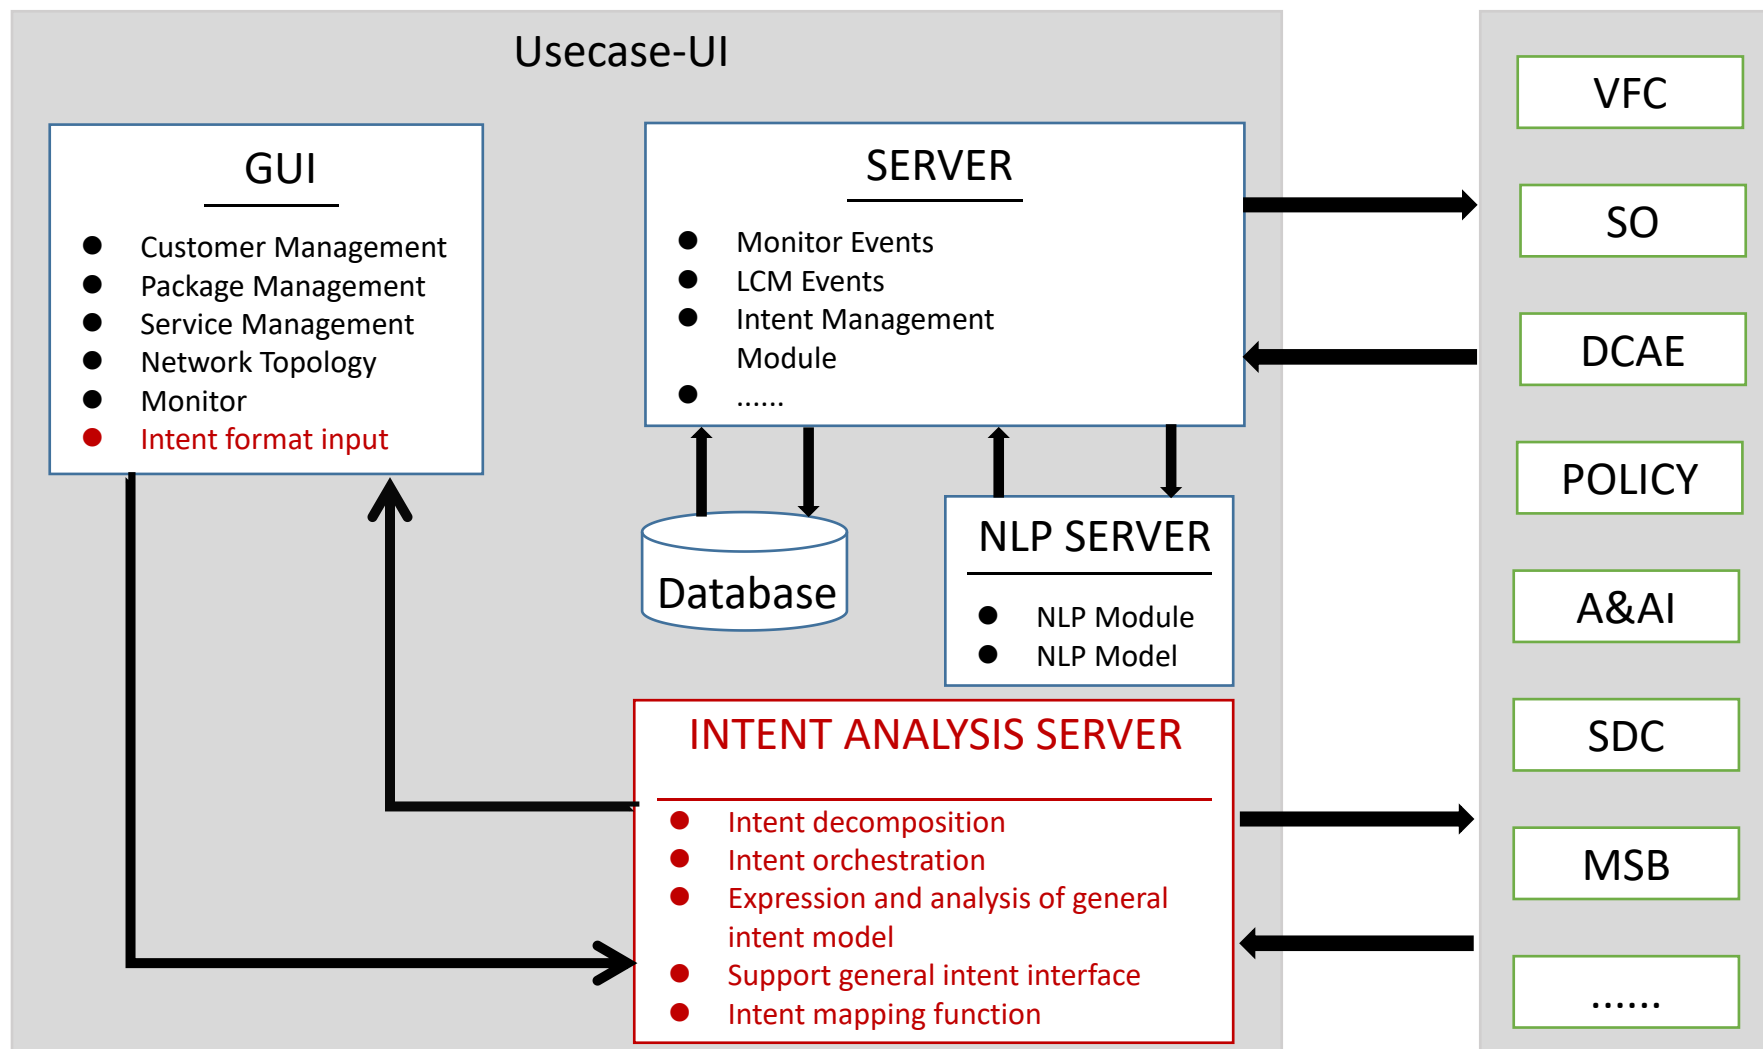 Usecase-UI
GUI
Customer Management
Package Management
Service Management
Network Topology
Monitor
Intent format input
SERVER
Monitor Events
LCM Events
Intent Management
Module
......
Database
NLP SERVER
NLP Module
NLP Model
INTENT ANALYSIS SERVER
Intent decomposition
Intent orchestration
Expression and analysis of general
intent model
Support general intent interface
Intent mapping function
VFC
SO
DCAE
POLICY
A&AI
SDC
MSB
......